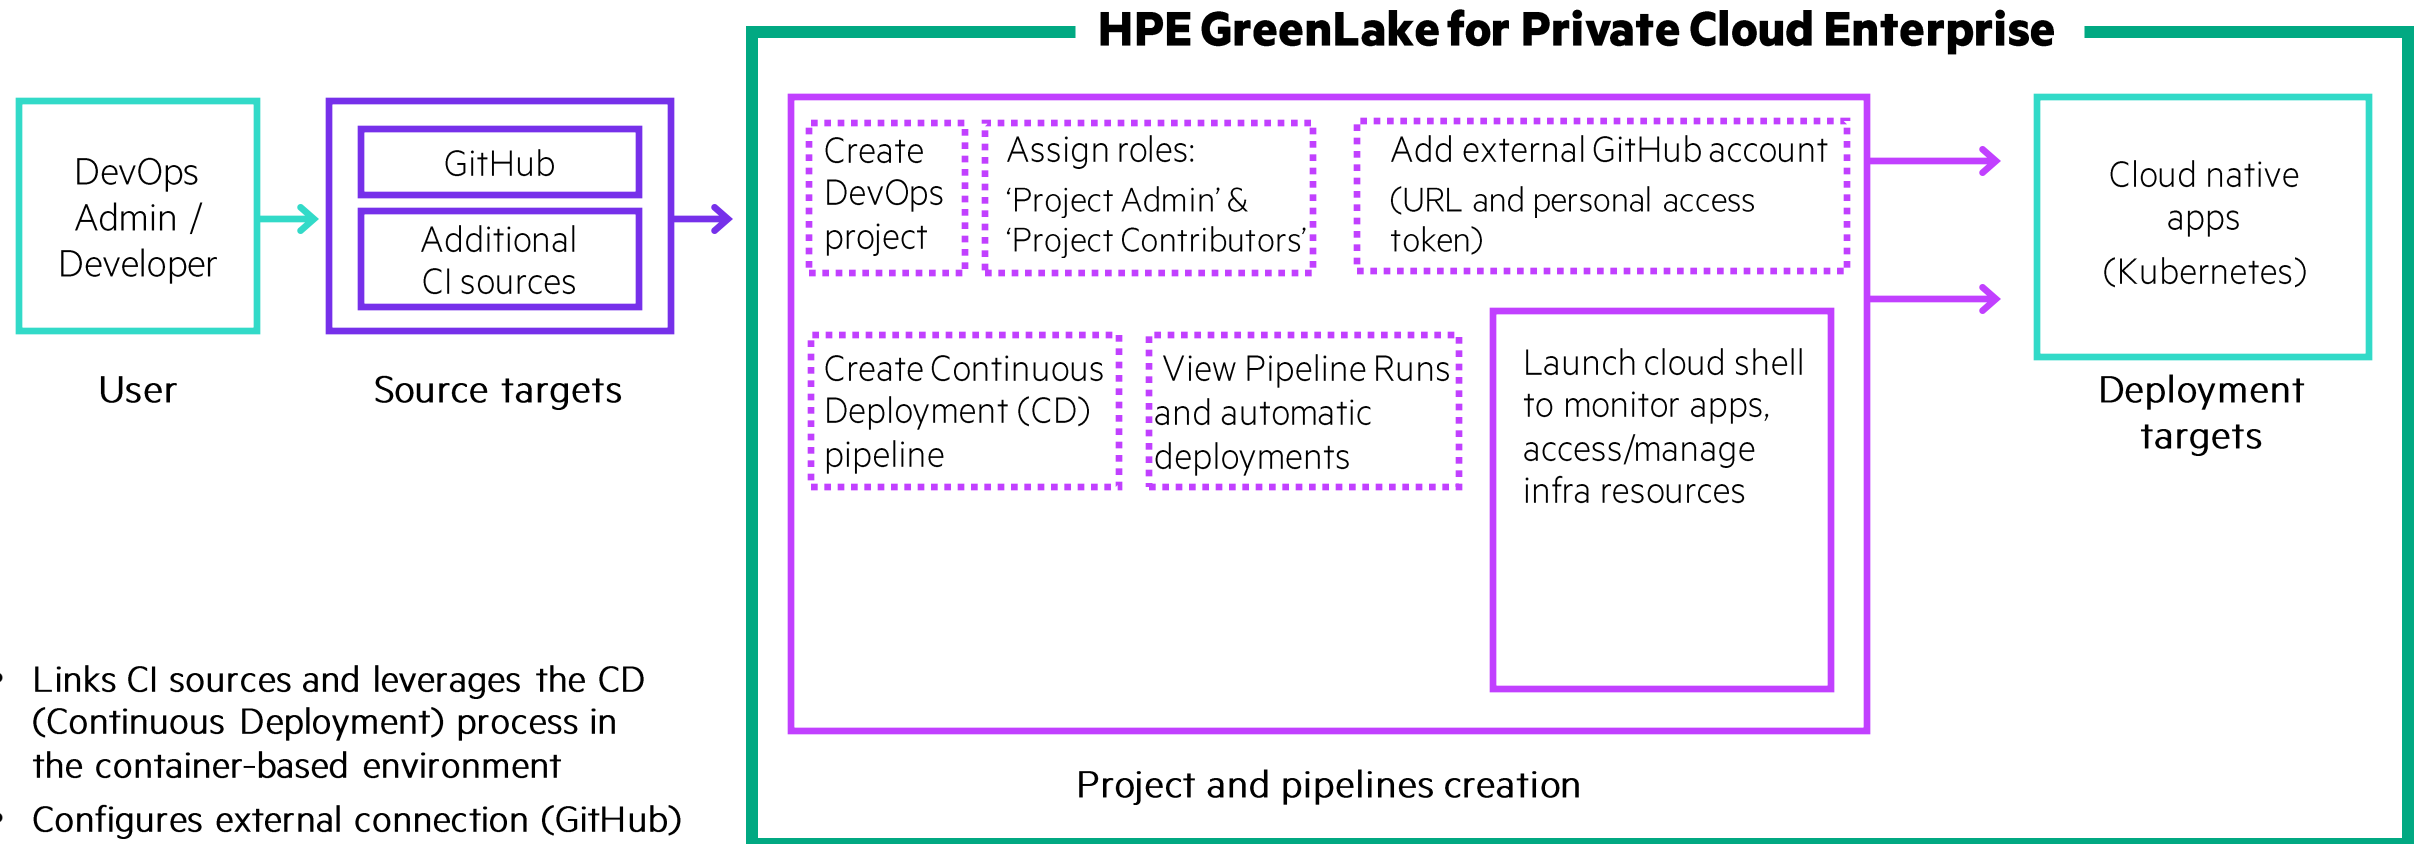 HPE GreenLake for Private Cloud Enterprise
DevOps
Admin /
Developer
User
GitHub
Additional
CI sources
Source targets
Create
DevOps
project
Assign roles:
‘Project Admin’ &
‘Project Contributors’
Add external GitHub account
(URL and personal access
token)
Create Continuous
Deployment (CD)
pipeline
View Pipeline Runs
and automatic
deployments
Launch cloud shell
to monitor apps,
access/manage
infra resources
Project and pipelines creation
Cloud native
apps
(Kubernetes)
Deployment
targets
• Links CI sources and leverages the CD
(Continuous Deployment) process in
the container-based environment
• Configures external connection (GitHub)